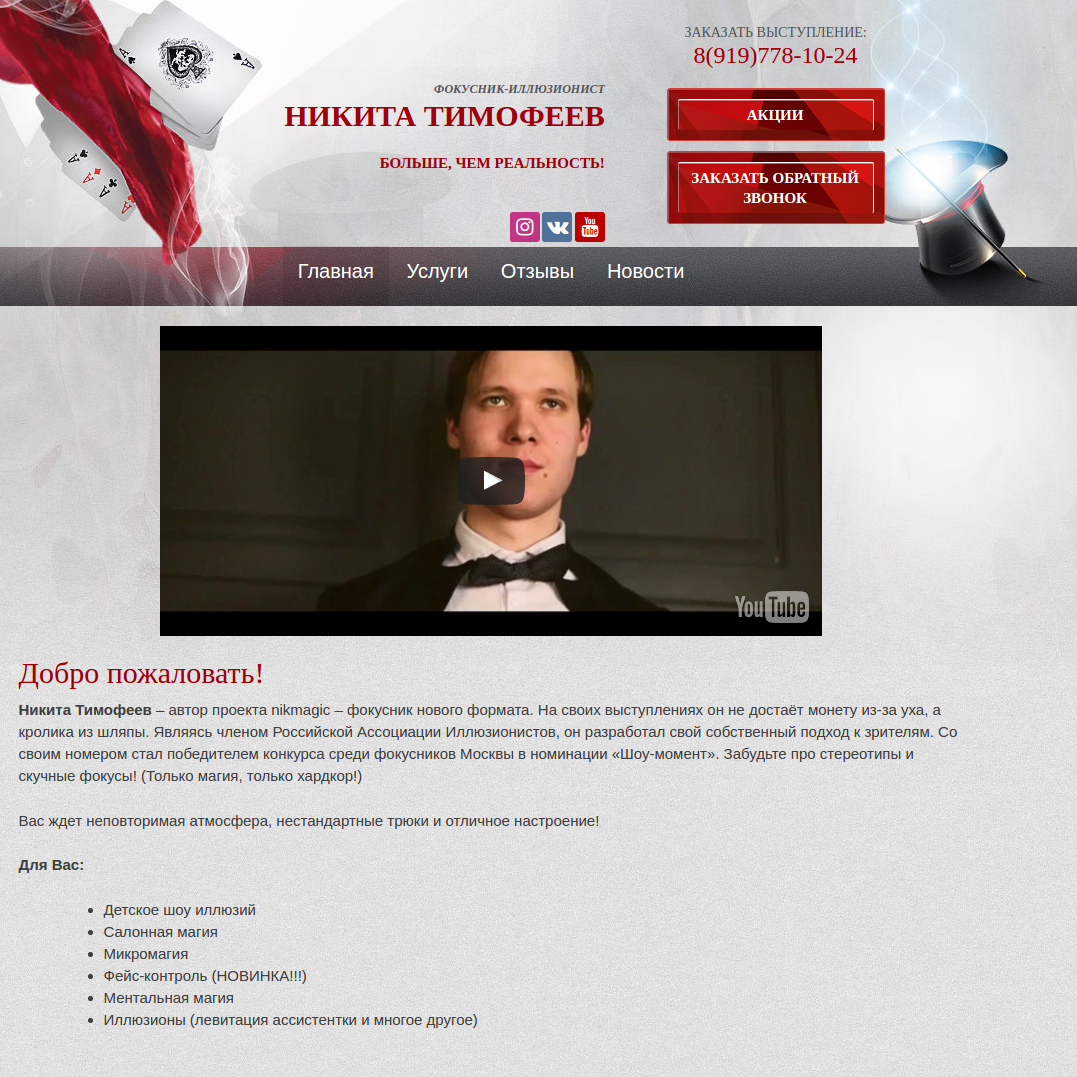 ЗАКАЗАТЬ ВЫСТУПЛЕНИЕ:
8(919)778-10-24
ФОКУСНИК-ИЛЛЮЗИОНИСТ
НИКИТА ТИМОФЕЕВ
БОЛЬШЕ, ЧЕМ РЕАЛЬНОСТЬ!
АКЦИИ
ЗАКАЗАТЬ ОБРАТНЫЙ
ЗВОНОК
You
Tube
Главная Услуги Отзывы Новости
YouTube
Добро пожаловать!
Никита Тимофеев – автор проекта nikmagic – фокусник нового формата. На своих выступлениях он не достаёт монету из-за уха, а
кролика из шляпы. Являясь членом Российской Ассоциации Иллюзионистов, он разработал свой собственный подход к зрителям. Со
своим номером стал победителем конкурса среди фокусников Москвы в номинации «Шоу-момент». Забудьте про стереотипы и
скучные фокусы! (Только магия, только хардкор!)
Вас ждет неповторимая атмосфера, нестандартные трюки и отличное настроение!
Для Вас:
• Детское шоу иллюзий
• Салонная магия
• Микромагия
• Фейс-контроль (НОВИНКА!!!)
• Ментальная магия
• Иллюзионы (левитация ассистентки и многое другое)